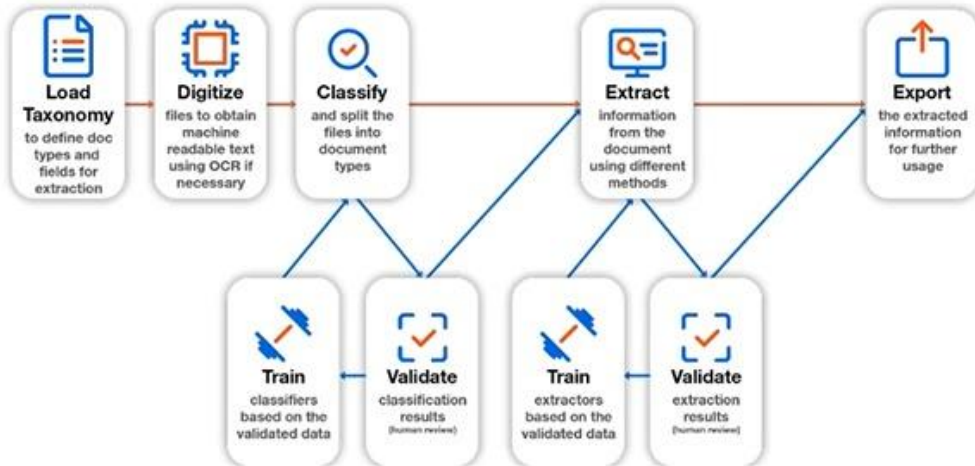 Load
Taxonomy
to define doc
types and
fields for
extraction
Digitize
files to obtain
machine
readable text
using OCR if
necessary
Classify
and split the
files into
document
types
Extract
information
from the
document
using different
methods
Export
the extracted
information
for further
usage
Train
classifiers
based on the
validated data
Validate
classification
results
(human review)
Train
extractors
based on the
validated data
Validate
extraction
results
(human review)